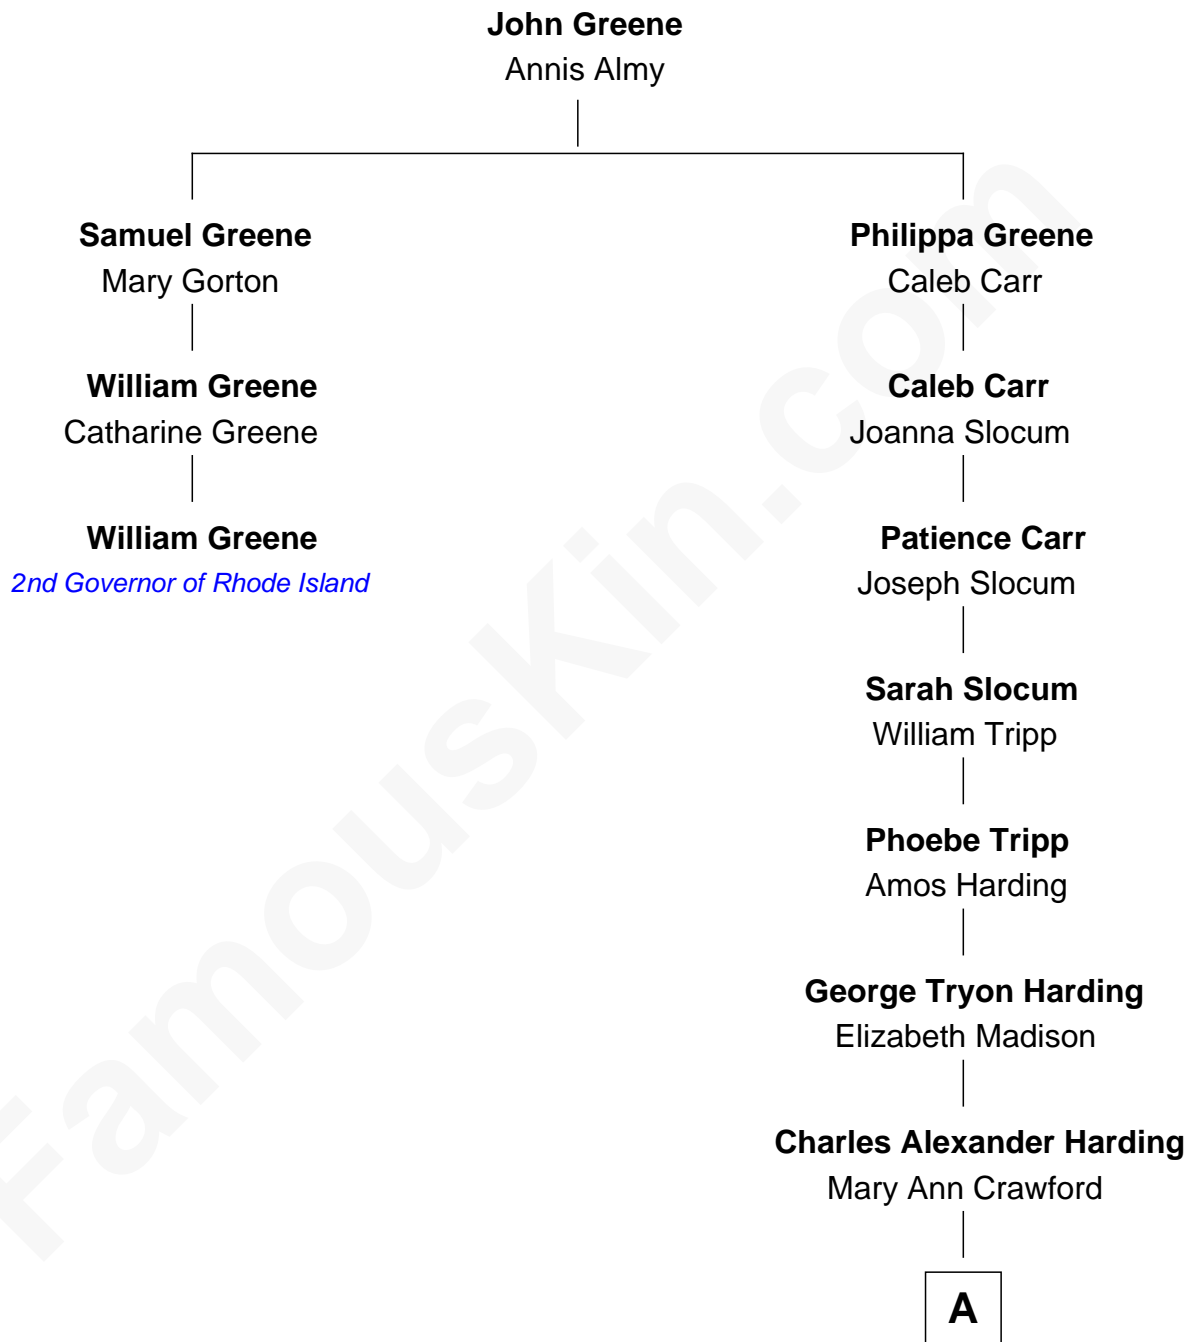 John Greene
Annis Almy
Samuel Greene
Mary Gorton
William Greene
Catharine Greene
William Greene
2nd Governor of Rhode Island
Philippa Greene
Caleb Carr
Caleb Carr
Joanna Slocum
Patience Carr
Joseph Slocum
Sarah Slocum
William Tripp
Phoebe Tripp
Amos Harding
George Tryon Harding
Elizabeth Madison
Charles Alexander Harding
Mary Ann Crawford
A
FamousKin.com